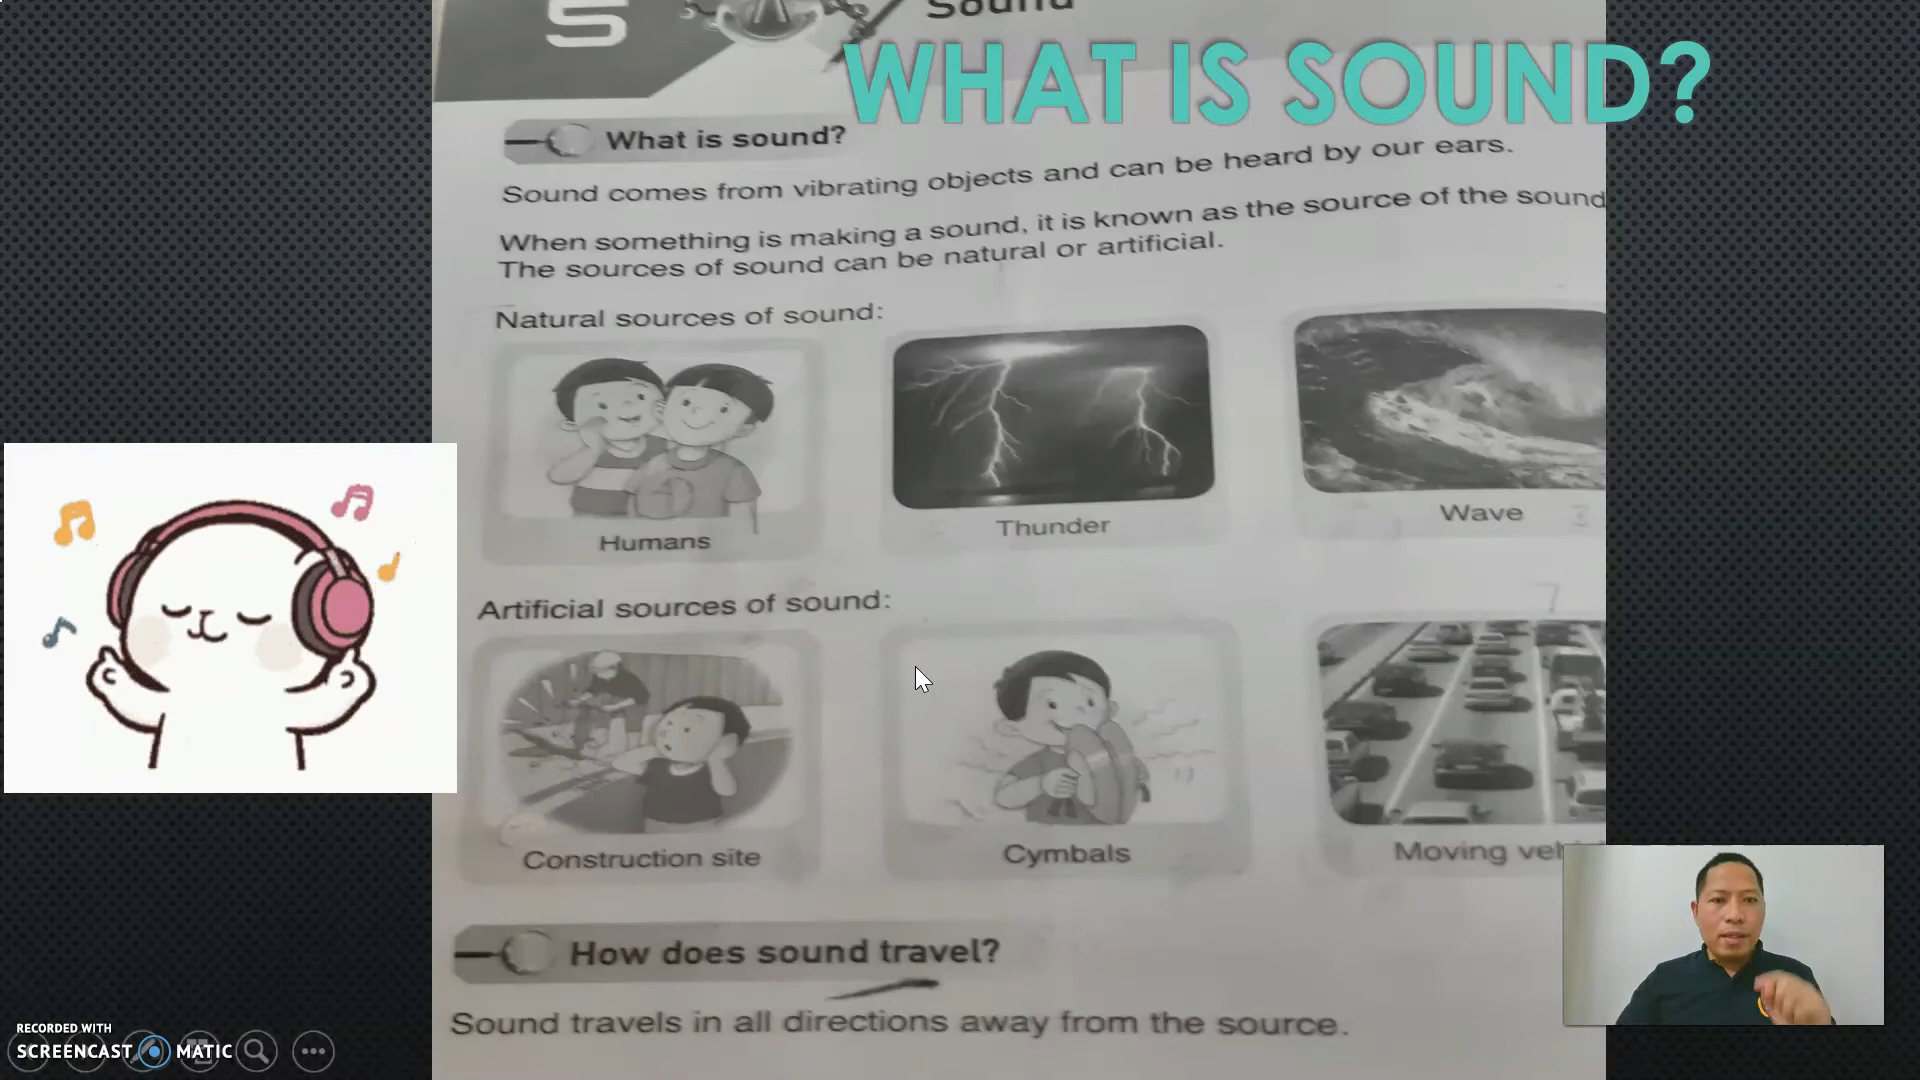 S
Sound
WHAT IS SOUND?
What is sound?
Sound comes from vibrating objects and can be heard by our ears.
When something is making a sound, it is known as the source of the sound
The sources of sound can be natural or artificial.
Natural sources of sound:
Humans
Thunder
Wave
Artificial sources of sound:
Construction site
Cymbals
Moving
How does sound travel?
Sound travels in all directions away from the source.
RECORDED WITH
SCREENCAST MATIC